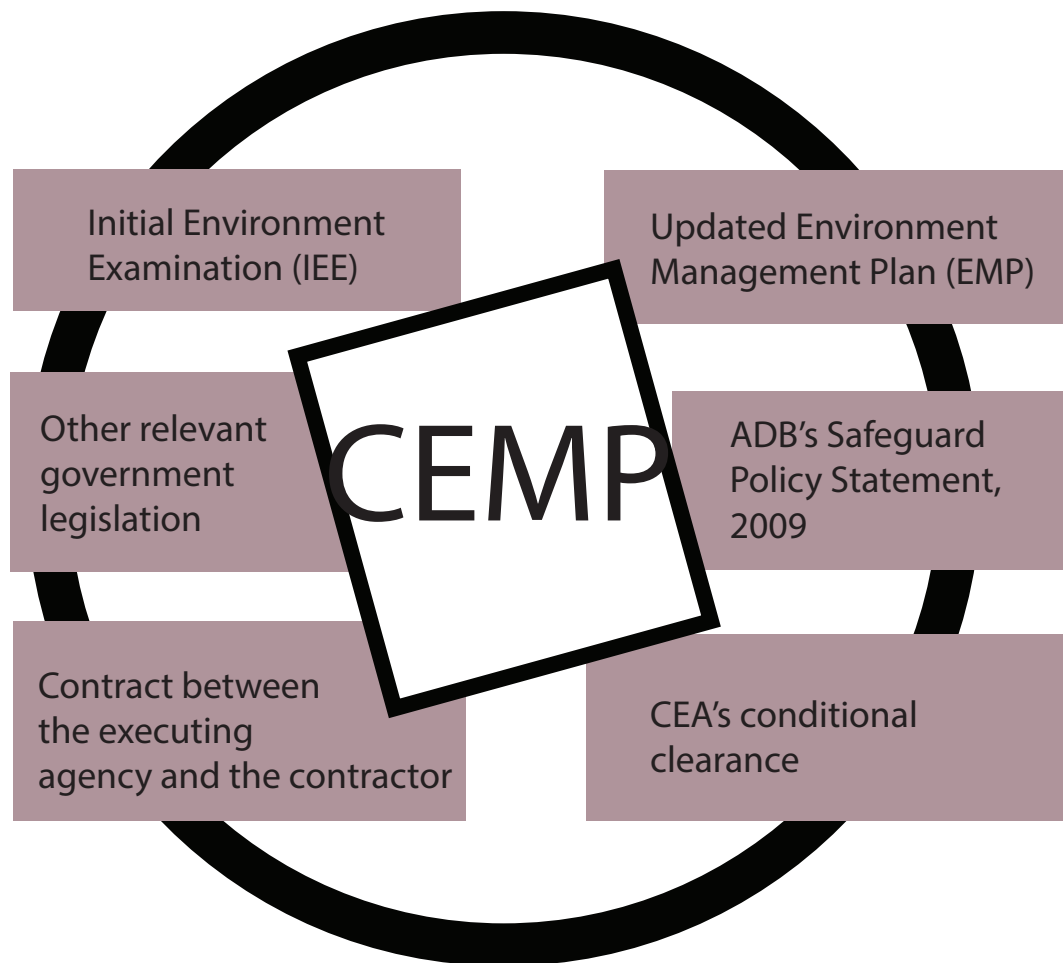 Initial Environment
Examination (IEE)
Updated Environment
Management Plan (EMP)
Other relevant
government
legislation
CEMP
ADB's Safeguard
Policy Statement,
2009
Contract between
the executing
agency and the contractor
CEA's conditional
clearance